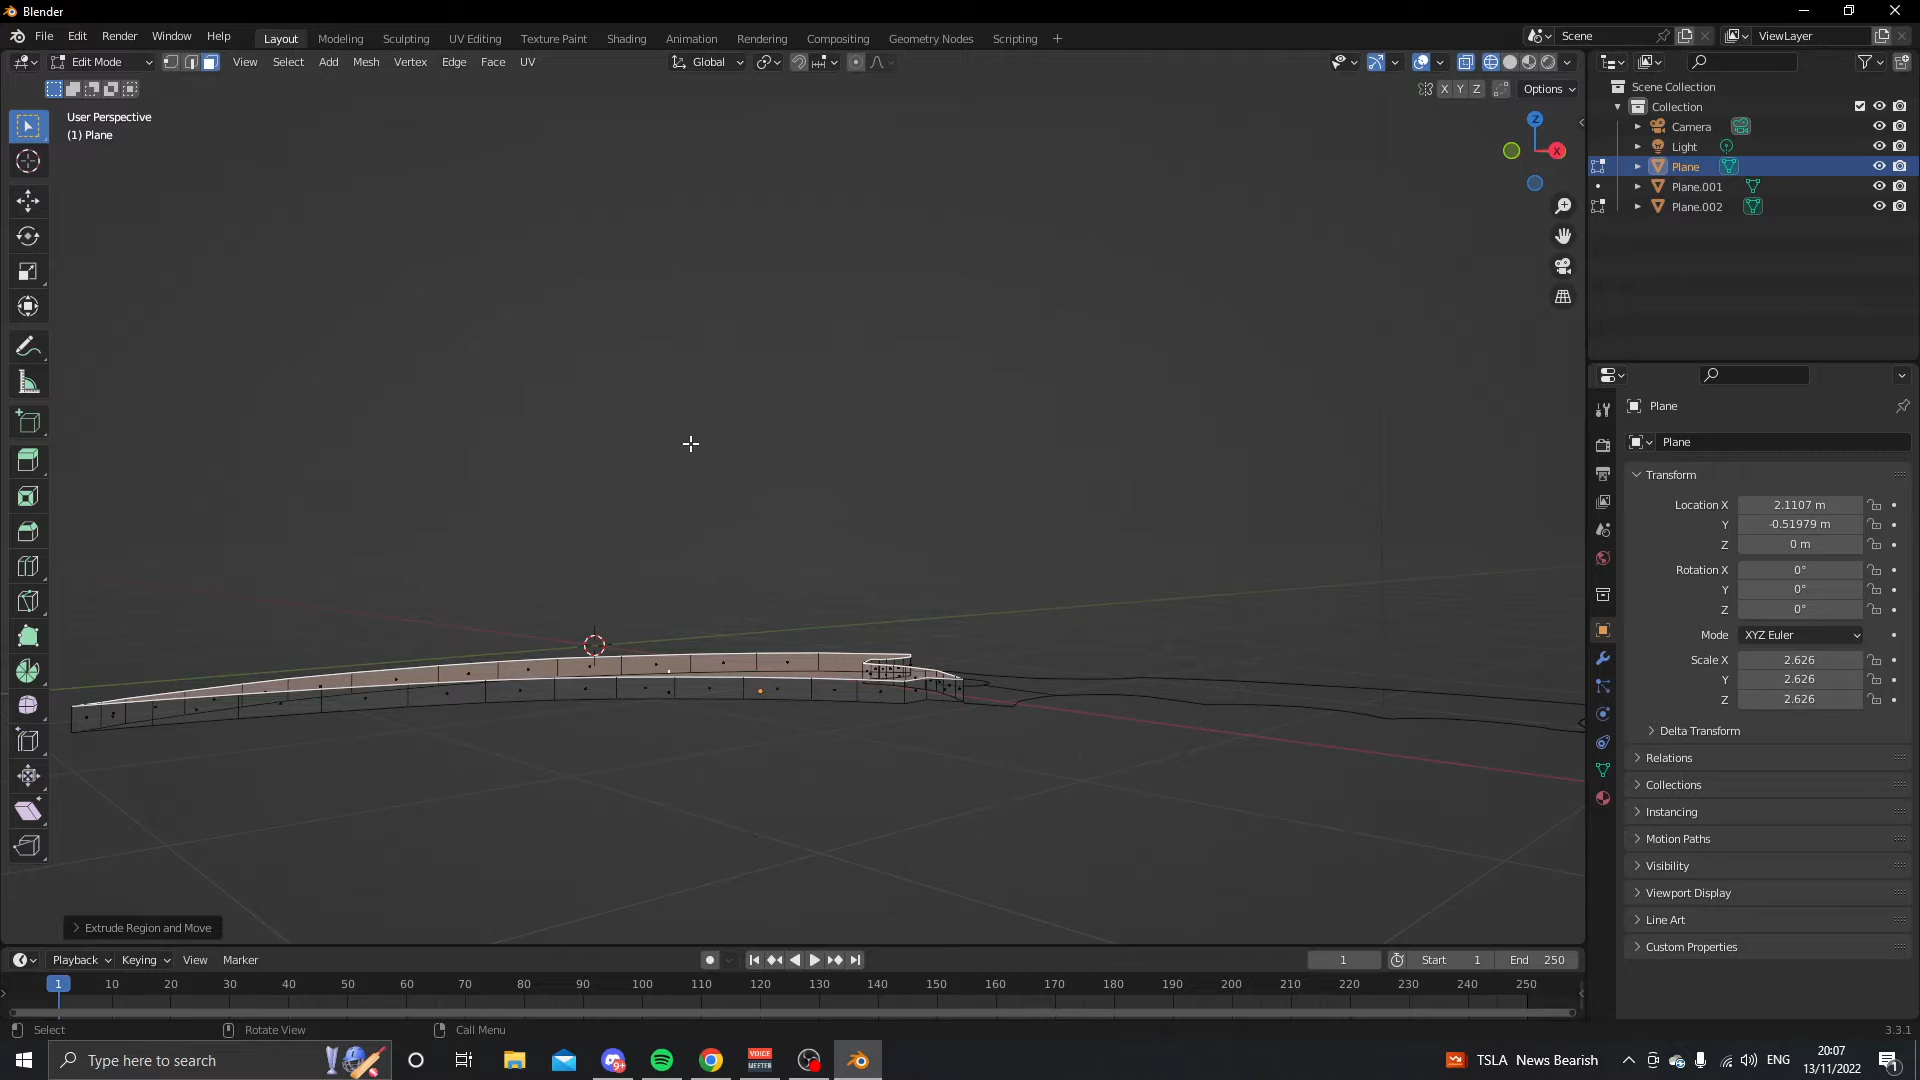 Blender
File Edit Render Window Help
Layout Modeling Sculpting UV Editing Texture Paint Shading Animation Rendering Compositing Geometry Nodes Scripting
Scene
ViewLayer
Edit Mode View Select Add Mesh Vertex Edge Face UV
Global
X Y Z Options
User Perspective
(1) Plane
Z
X
Scene Collection
Collection
Camera
Light
Plane
Plane.001
Plane.002
Plane
Plane
Transform
Location X 2.1107 m
Y -0.51979 m
Z 0 m
Rotation X 0°
Y 0°
Z 0°
Mode XYZ Euler
Scale X 2.626
Y 2.626
Z 2.626
Delta Transform
Relations
Collections
Instancing
Motion Paths
Visibility
Viewport Display
Line Art
Custom Properties
Extrude Region and Move
Playback Keying View Marker
1 Start 1 End 250
1 10 20 30 40 50 60 70 80 90 100 110 120 130 140 150 160 170 180 190 200 210 220 230 240 250
Select Rotate View Call Menu
3.3.1
Type here to search
9+
VOICE
MEETER
TSLA News Bearish
ENG
20:07
13/11/2022
1